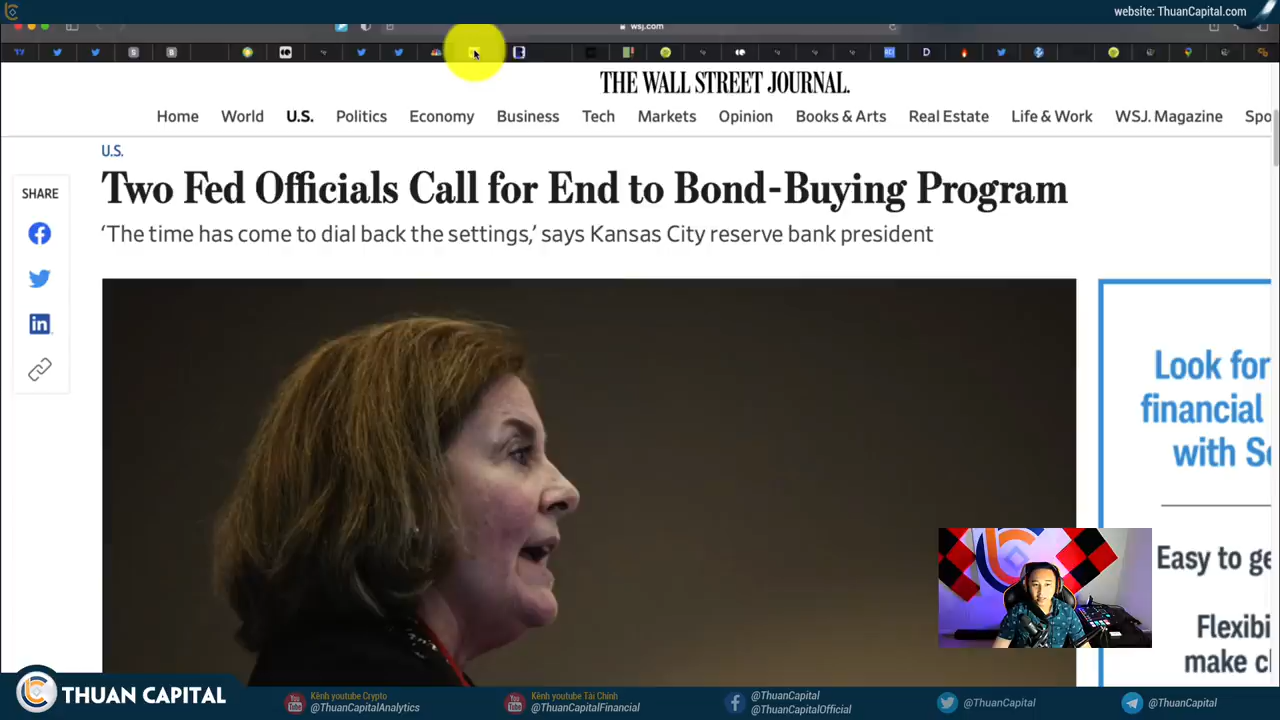 website: ThuanCapital.com
wsj.com
THE WALL STREET JOURNAL.
Home World U.S. Politics Economy Business Tech Markets Opinion Books & Arts Real Estate Life & Work WSJ. Magazine Spo
U.S.
Two Fed Officials Call for End to Bond-Buying Program
‘The time has come to dial back the settings,’ says Kansas City reserve bank president
SHARE
Look for
financial
with Se
Easy to ge
Flexibi
make cl
THUAN CAPITAL
Kênh youtube Crypto
@ThuanCapitalAnalytics
Kênh youtube Tài Chính
@ThuanCapitalFinancial
@ThuanCapital
@ThuanCapitalOfficial
@ThuanCapital
@ThuanCapital